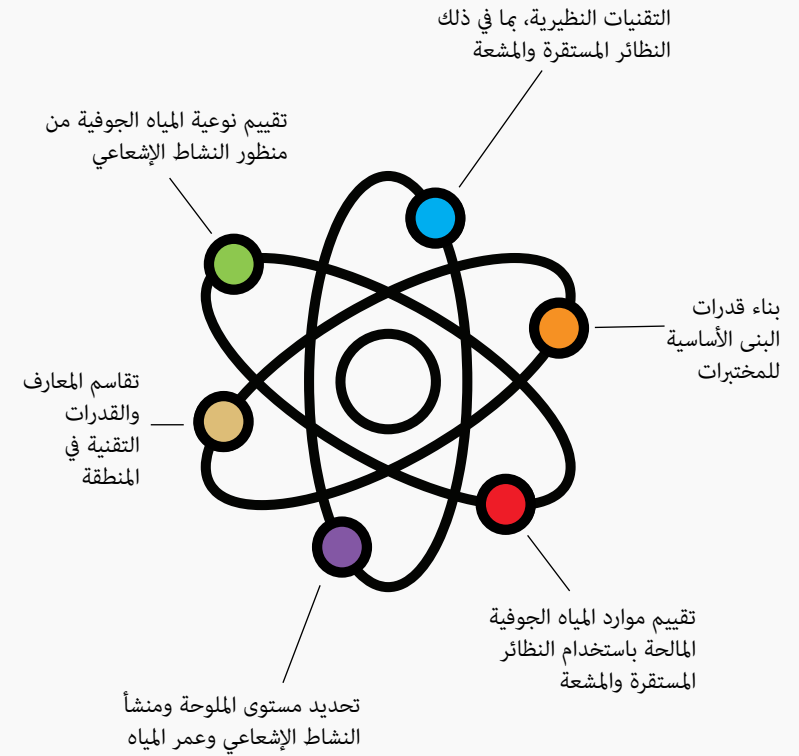 التقنيات النظيرية، بما في ذلك
النظائر المستقرة والمشعة
تقييم نوعية المياه الجوفية من
منظور النشاط الإشعاعي
بناء قدرات
البنى الأساسية
للمختبرات
تقاسم المعارف
والقدرات
التقنية في
المنطقة
تقييم موارد المياه الجوفية
المالحة باستخدام النظائر
المستقرة والمشعة
تحديد مستوى الملوحة ومنشأ
النشاط الإشعاعي وعمر المياه